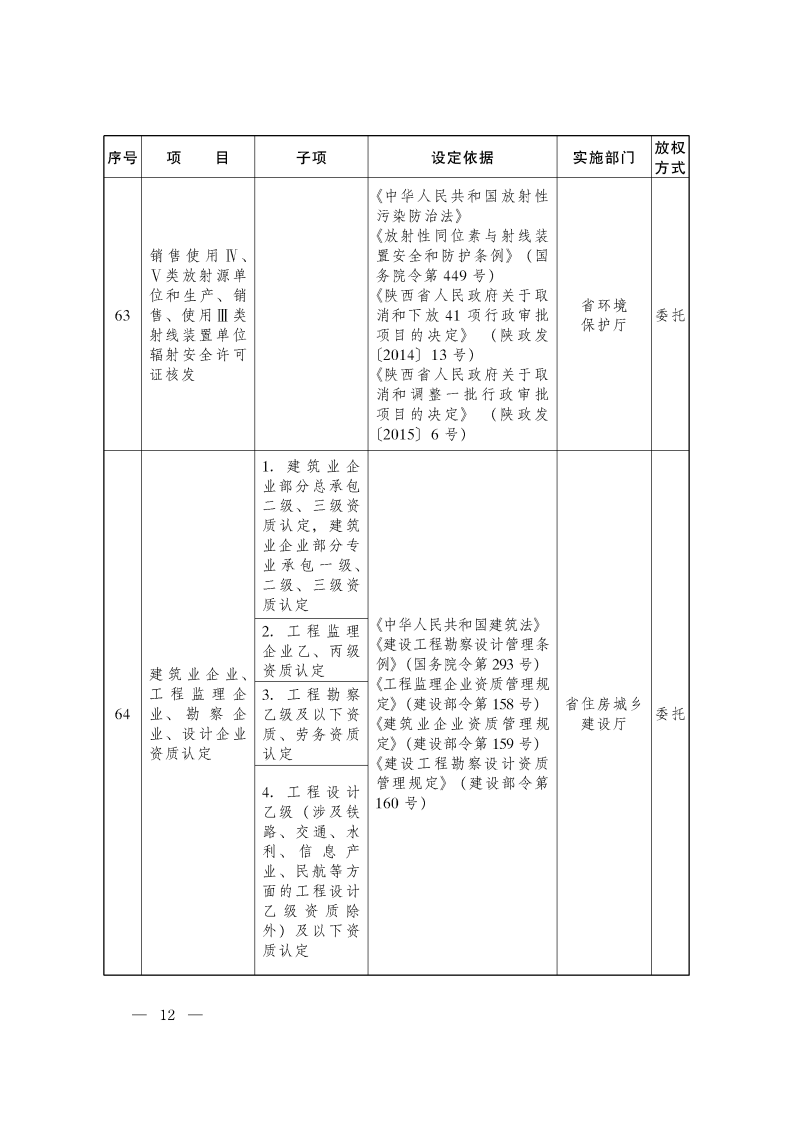 序号
项 目
子项
设定依据
实施部门
放权
方式
63
销售使用Ⅳ、
Ⅴ类放射源单
位和生产、销
售、使用Ⅲ类
射线装置单位
辐射安全许可
证核发
《中华人民共和国放射性
污染防治法》
《放射性同位素与射线装
置安全和防护条例》（国
务院令第 449 号）
《陕西省人民政府关于取
消和下放 41 项行政审批
项目的决定》（陕政发
〔2014〕13 号）
《陕西省人民政府关于取
消和调整一批行政审批
项目的决定》（陕政发
〔2015〕6 号）
省环境
保护厅
委托
64
建筑业企业、
工程监理企
业、勘察企
业、设计企业
资质认定
1. 建筑业企
业部分总承包
二级、三级资
质认定，建筑
业企业部分专
业承包一级、
二级、三级资
质认定
2. 工程监理
企业乙、丙级
资质认定
3. 工程勘察
乙级及以下资
质、劳务资质
认定
4. 工程设计
乙级（涉及铁
路、交通、水
利、信息产
业、民航等方
面的工程设计
乙级资质除
外）及以下资
质认定
《中华人民共和国建筑法》
《建设工程勘察设计管理条
例》（国务院令第 293 号）
《工程监理企业资质管理规
定》（建设部令第 158 号）
《建筑业企业资质管理规
定》（建设部令第 159 号）
《建设工程勘察设计资质
管理规定》（建设部令第
160 号）
省住房城乡
建设厅
委托
— 12 —